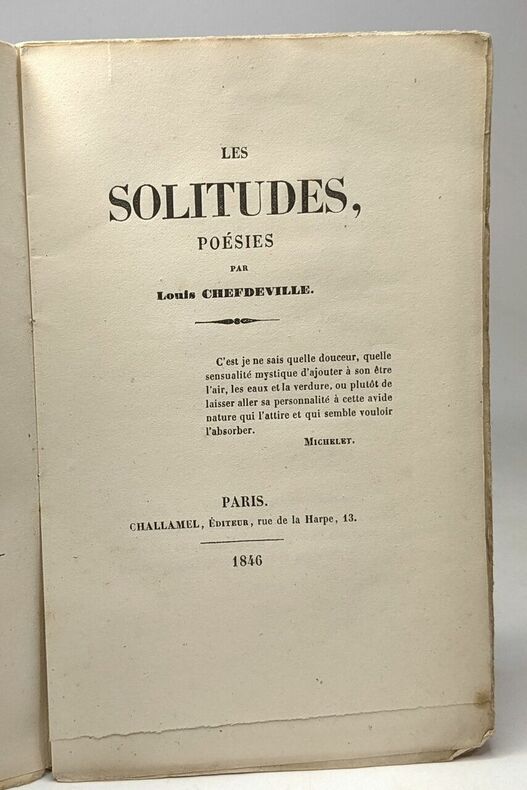 LES
SOLITUDES,
POÉSIES
PAR
Louis CHEFDEVILLE.
C'est je ne sais quelle douceur, quelle
sensualité mystique d'ajouter à son être
l'air, les eaux et la verdure, ou plutôt de
laisser aller sa personnalité à cette avide
nature qui l'attire et qui semble vouloir
l'absorber.
MICHELET.
PARIS.
CHALLAMEL, ÉDITEUR, rue de la Harpe, 13.
1846